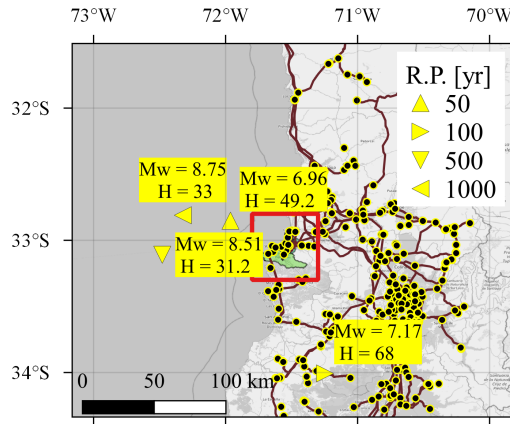 73°W 72°W 71°W 70°W
32°S
33°S
34°S
R.P. [yr]
50
100
500
1000
Mw = 8.75
H = 33
Mw = 6.96
H = 49.2
Mw = 8.51
H = 31.2
Mw = 7.17
H = 68
0 50 100 km